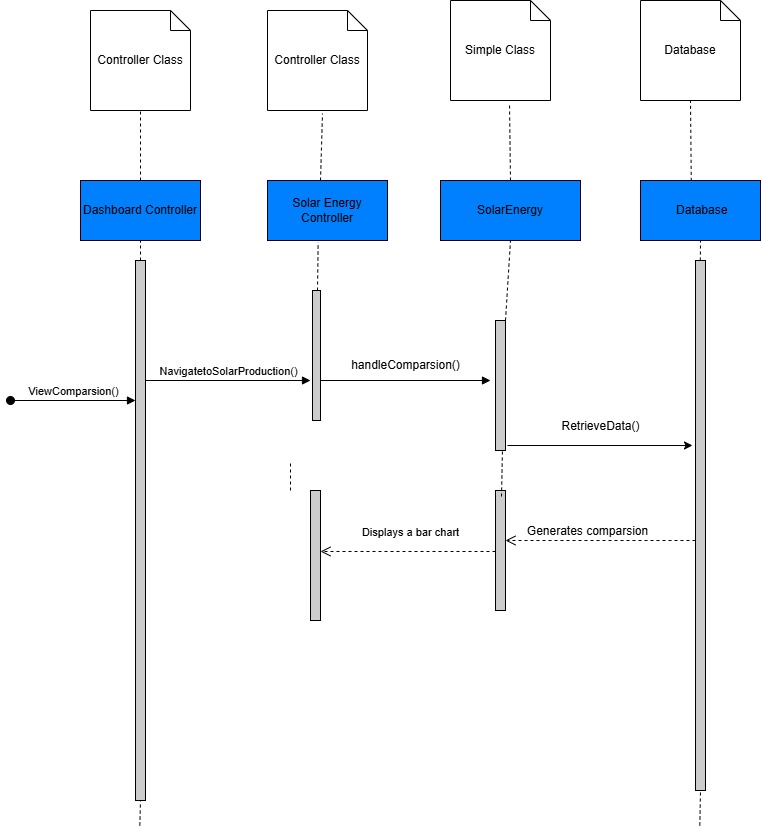 Controller Class
Controller Class
Simple Class
Database
Dashboard Controller
Solar Energy
Controller
SolarEnergy
Database
ViewComparsion()
NavigatetoSolarProduction()
handleComparsion()
RetrieveData()
Displays a bar chart
Generates comparsion